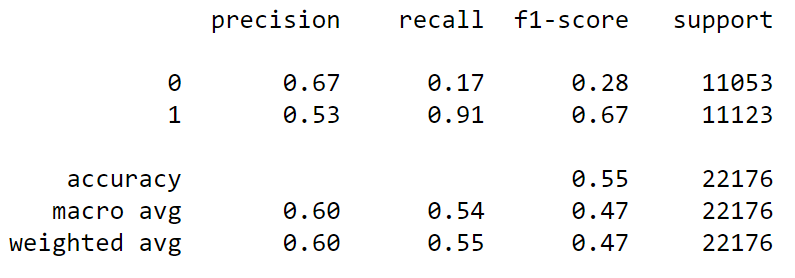 precision recall f1-score support
0 0.67 0.17 0.28 11053
1 0.53 0.91 0.67 11123
accuracy 0.55 22176
macro avg 0.60 0.54 0.47 22176
weighted avg 0.60 0.55 0.47 22176